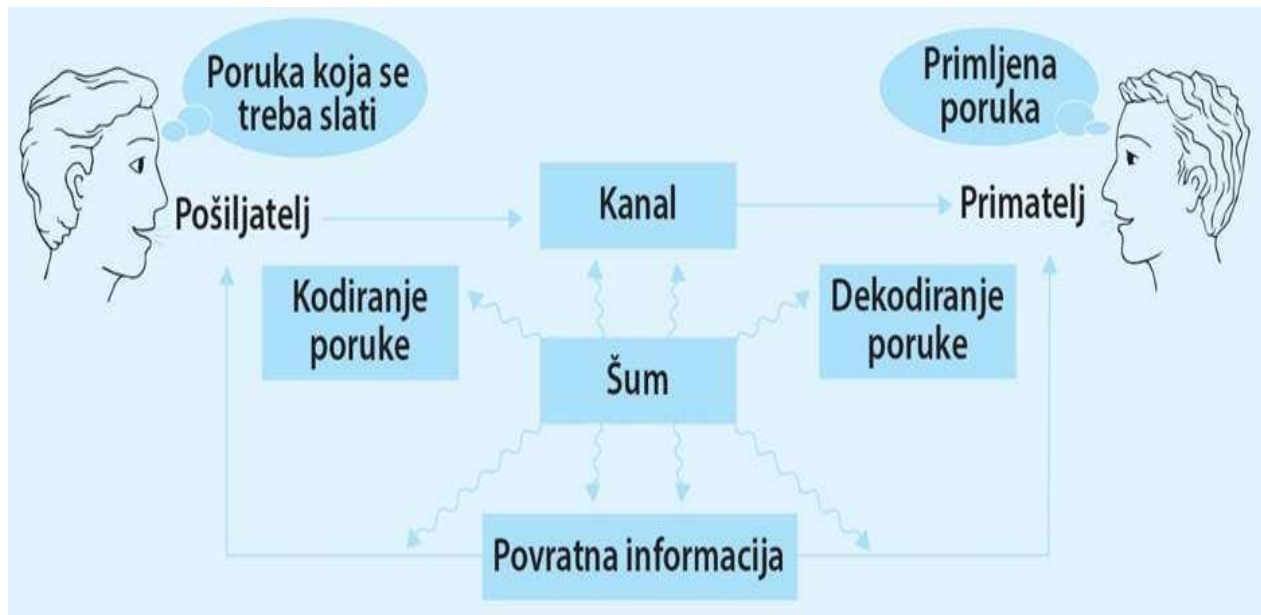 Poruka koja se
treba slati
Primljena
poruka
Pošiljatelj
Kanal
Primatelj
Kodiranje
poruke
Dekodiranje
poruke
Šum
Povratna informacija